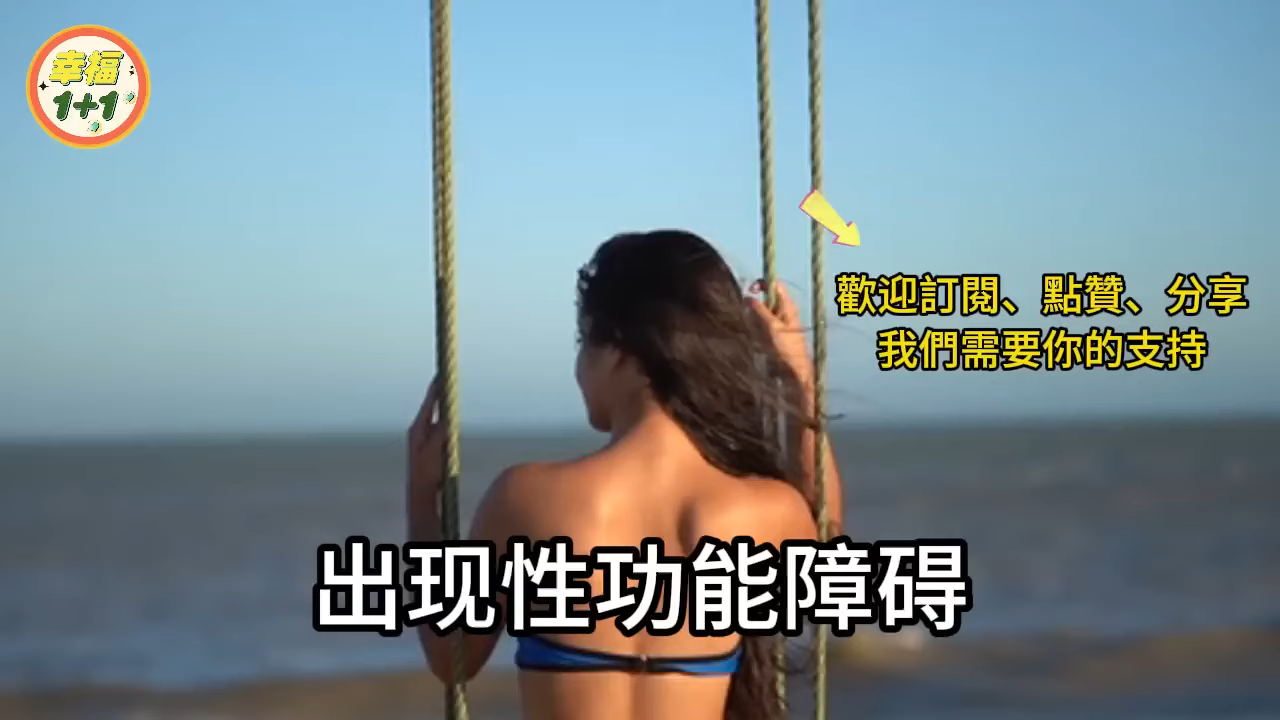 幸福
1+1
歡迎訂閱、點贊、分享
我們需要你的支持
出现性功能障碍